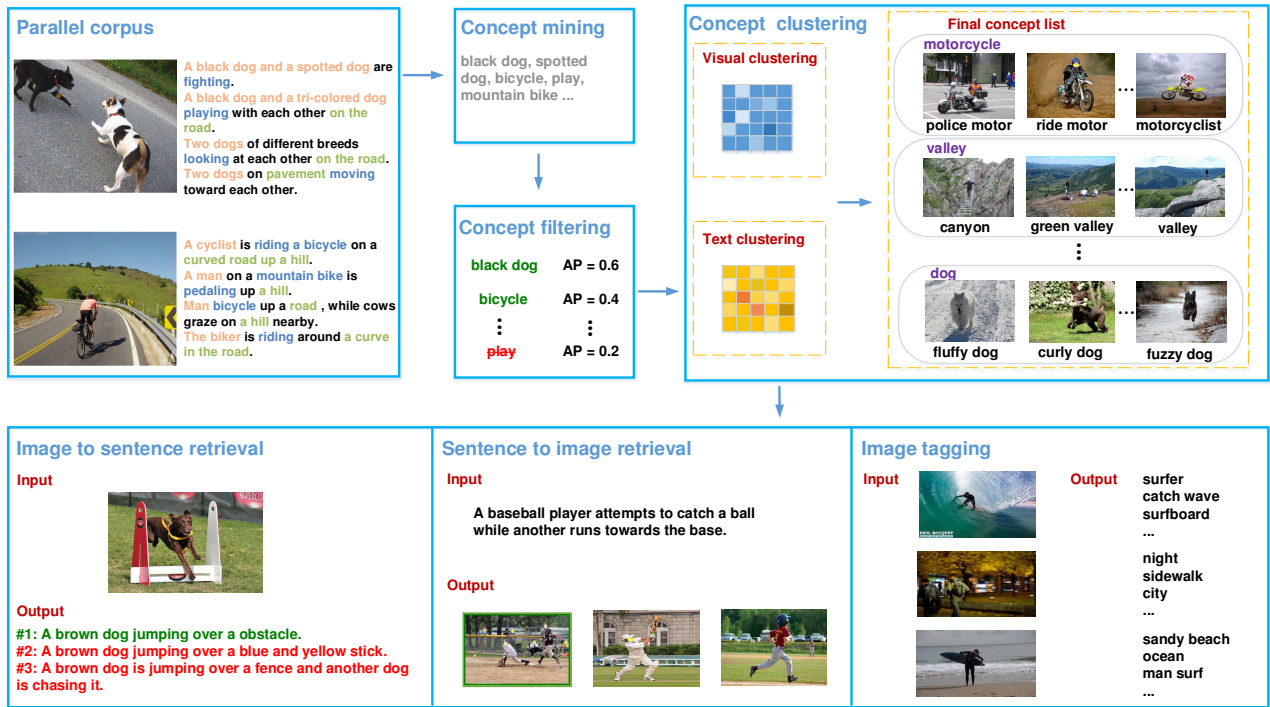 Parallel corpus
A black dog and a spotted dog are
fighting.
A black dog and a tri-colored dog
playing with each other on the
road.
Two dogs of different breeds
looking at each other on the road.
Two dogs on pavement moving
toward each other.
A cyclist is riding a bicycle on a
curved road up a hill.
A man on a mountain bike is
pedaling up a hill.
Man bicycle up a road , while cows
graze on a hill nearby.
The biker is riding around a curve
in the road.
Concept mining
black dog, spotted
dog, bicycle, play,
mountain bike ...
Concept filtering
black dog AP = 0.6
bicycle AP = 0.4
play AP = 0.2
Concept clustering
Visual clustering
Text clustering
Final concept list
motorcycle
police motor ride motor motorcyclist
valley
canyon green valley valley
dog
fluffy dog curly dog fuzzy dog
Image to sentence retrieval
Input
Output
#1: A brown dog jumping over a obstacle.
#2: A brown dog jumping over a blue and yellow stick.
#3: A brown dog is jumping over a fence and another dog
is chasing it.
Sentence to image retrieval
Input
A baseball player attempts to catch a ball
while another runs towards the base.
Output
Image tagging
Input
Output
surfer
catch wave
surfboard
...
night
sidewalk
city
...
sandy beach
ocean
man surf
...